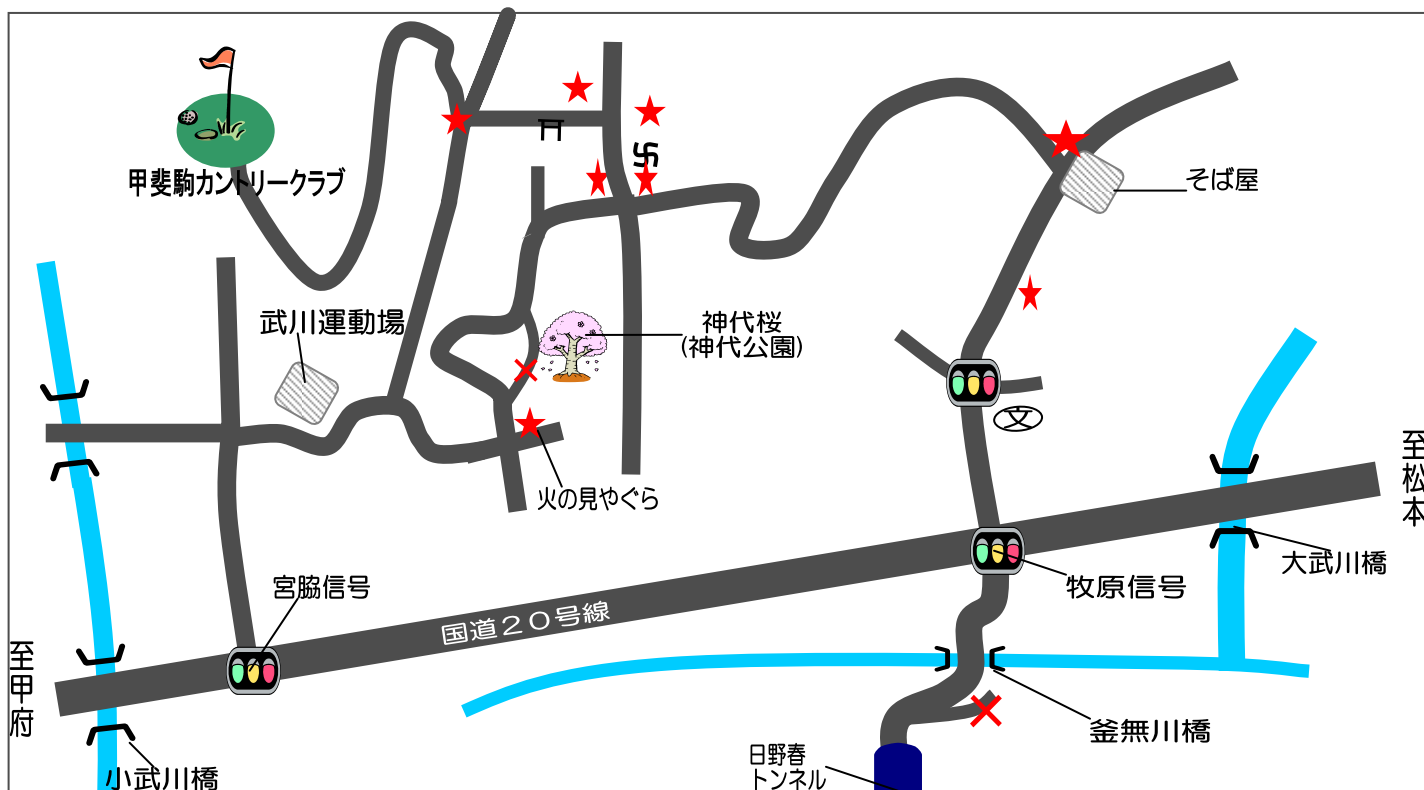 甲斐駒カントリークラブ
そば屋
武川運動場
神代桜
(神代公園)
文
火の見やぐら
至松本
大武川橋
宮脇信号
牧原信号
国道20号線
至甲府
釜無川橋
小武川橋
日野春
トンネル